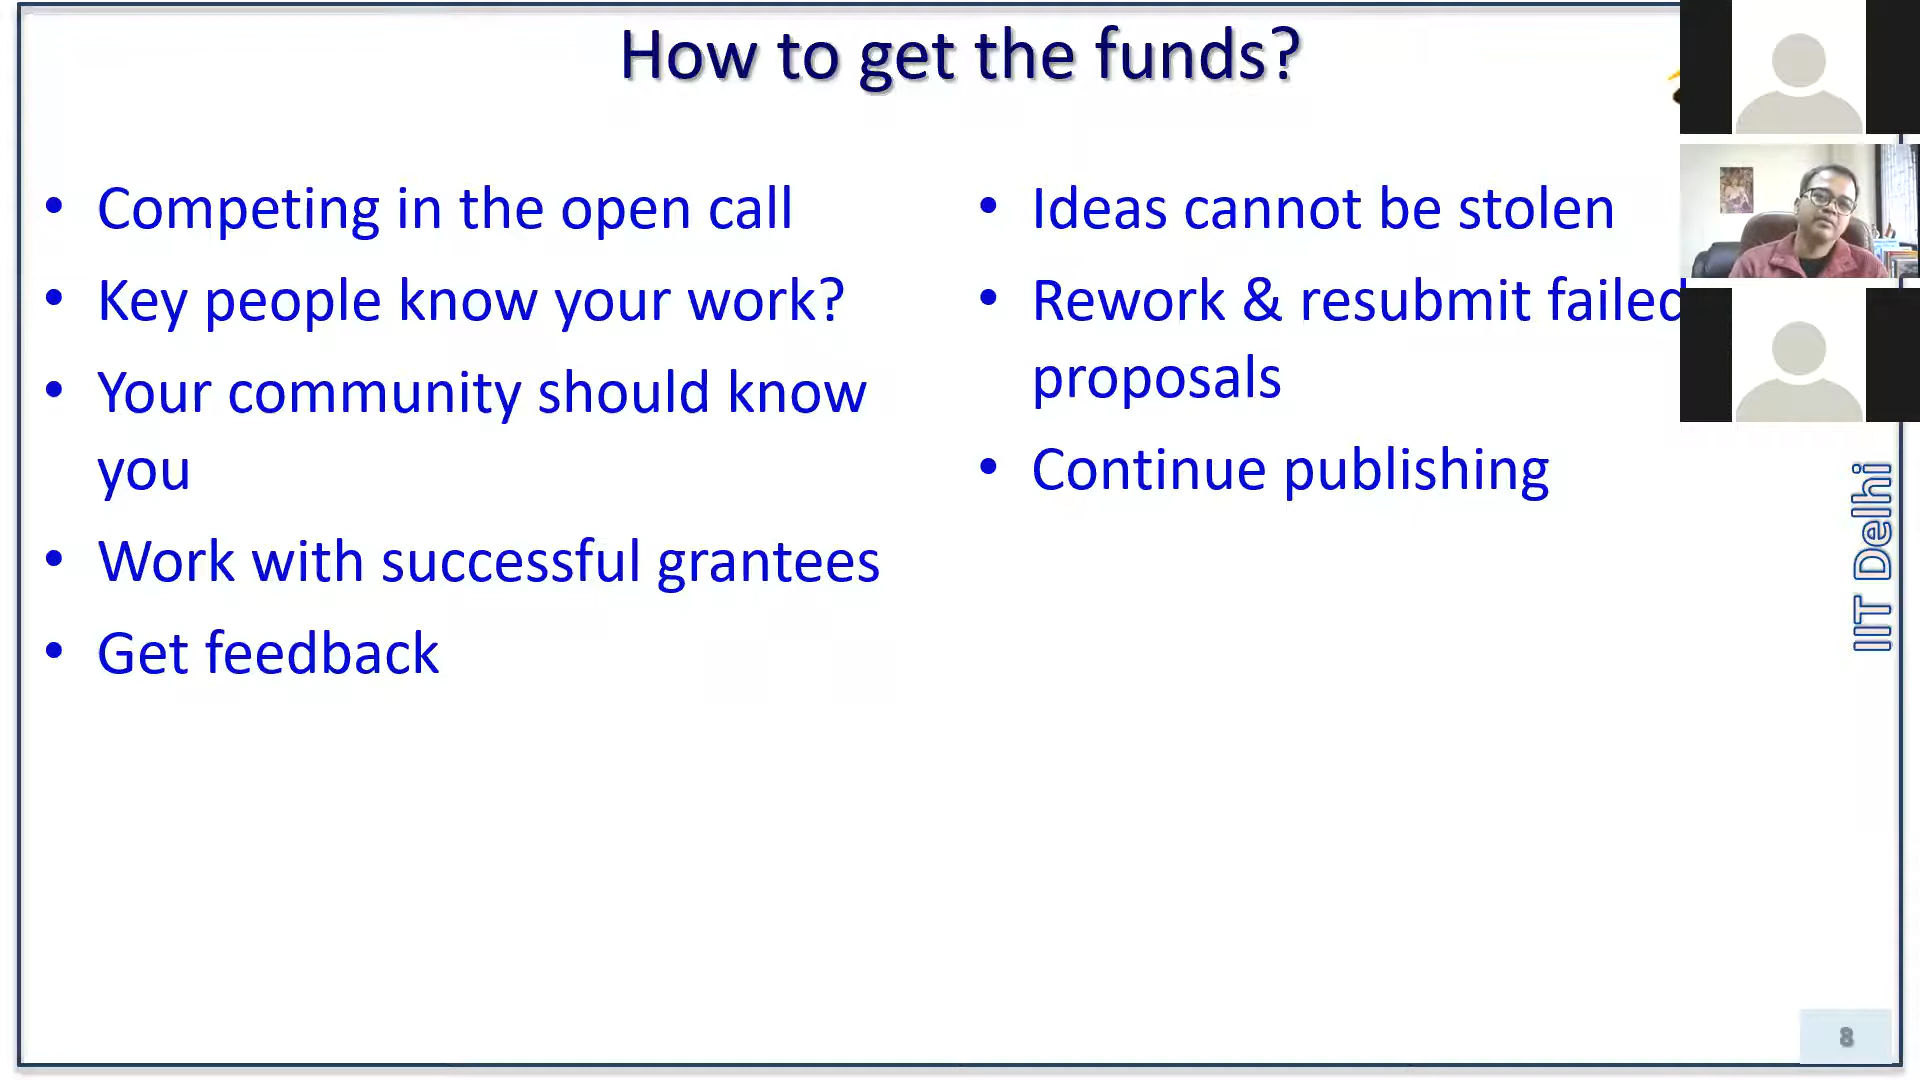 How to get the funds?
• Competing in the open call
• Key people know your work?
• Your community should know
you
• Work with successful grantees
• Get feedback
• Ideas cannot be stolen
• Rework & resubmit failed
proposals
• Continue publishing
IIT Delhi
8